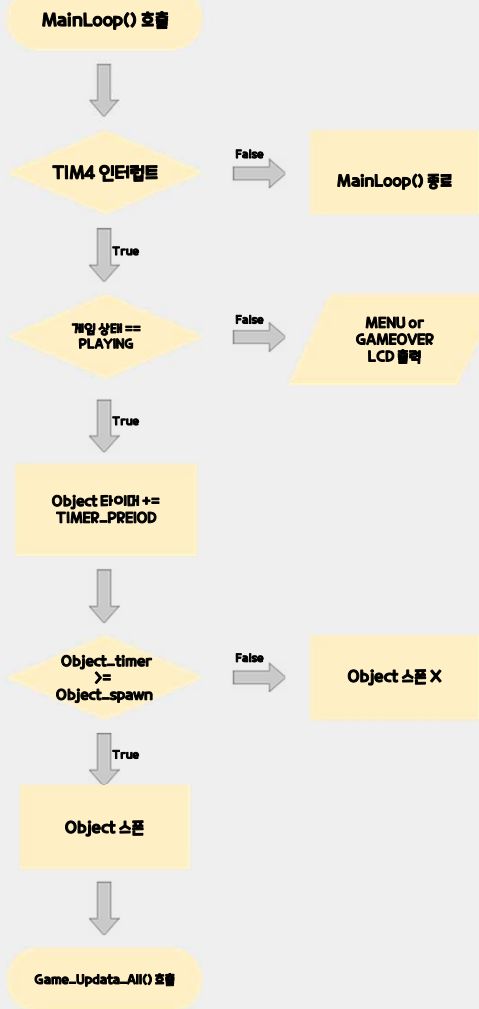 MainLoop() 호출
TIM4 인터럽트
False
MainLoop() 종료
True
게임 상태 ==
PLAYING
False
MENU or
GAMEOVER
LCD 출력
True
Object 타이머 +=
TIMER_PREIOD
Object_timer
>=
Object_spawn
False
Object 스폰 X
True
Object 스폰
Game_Updata_All() 호출